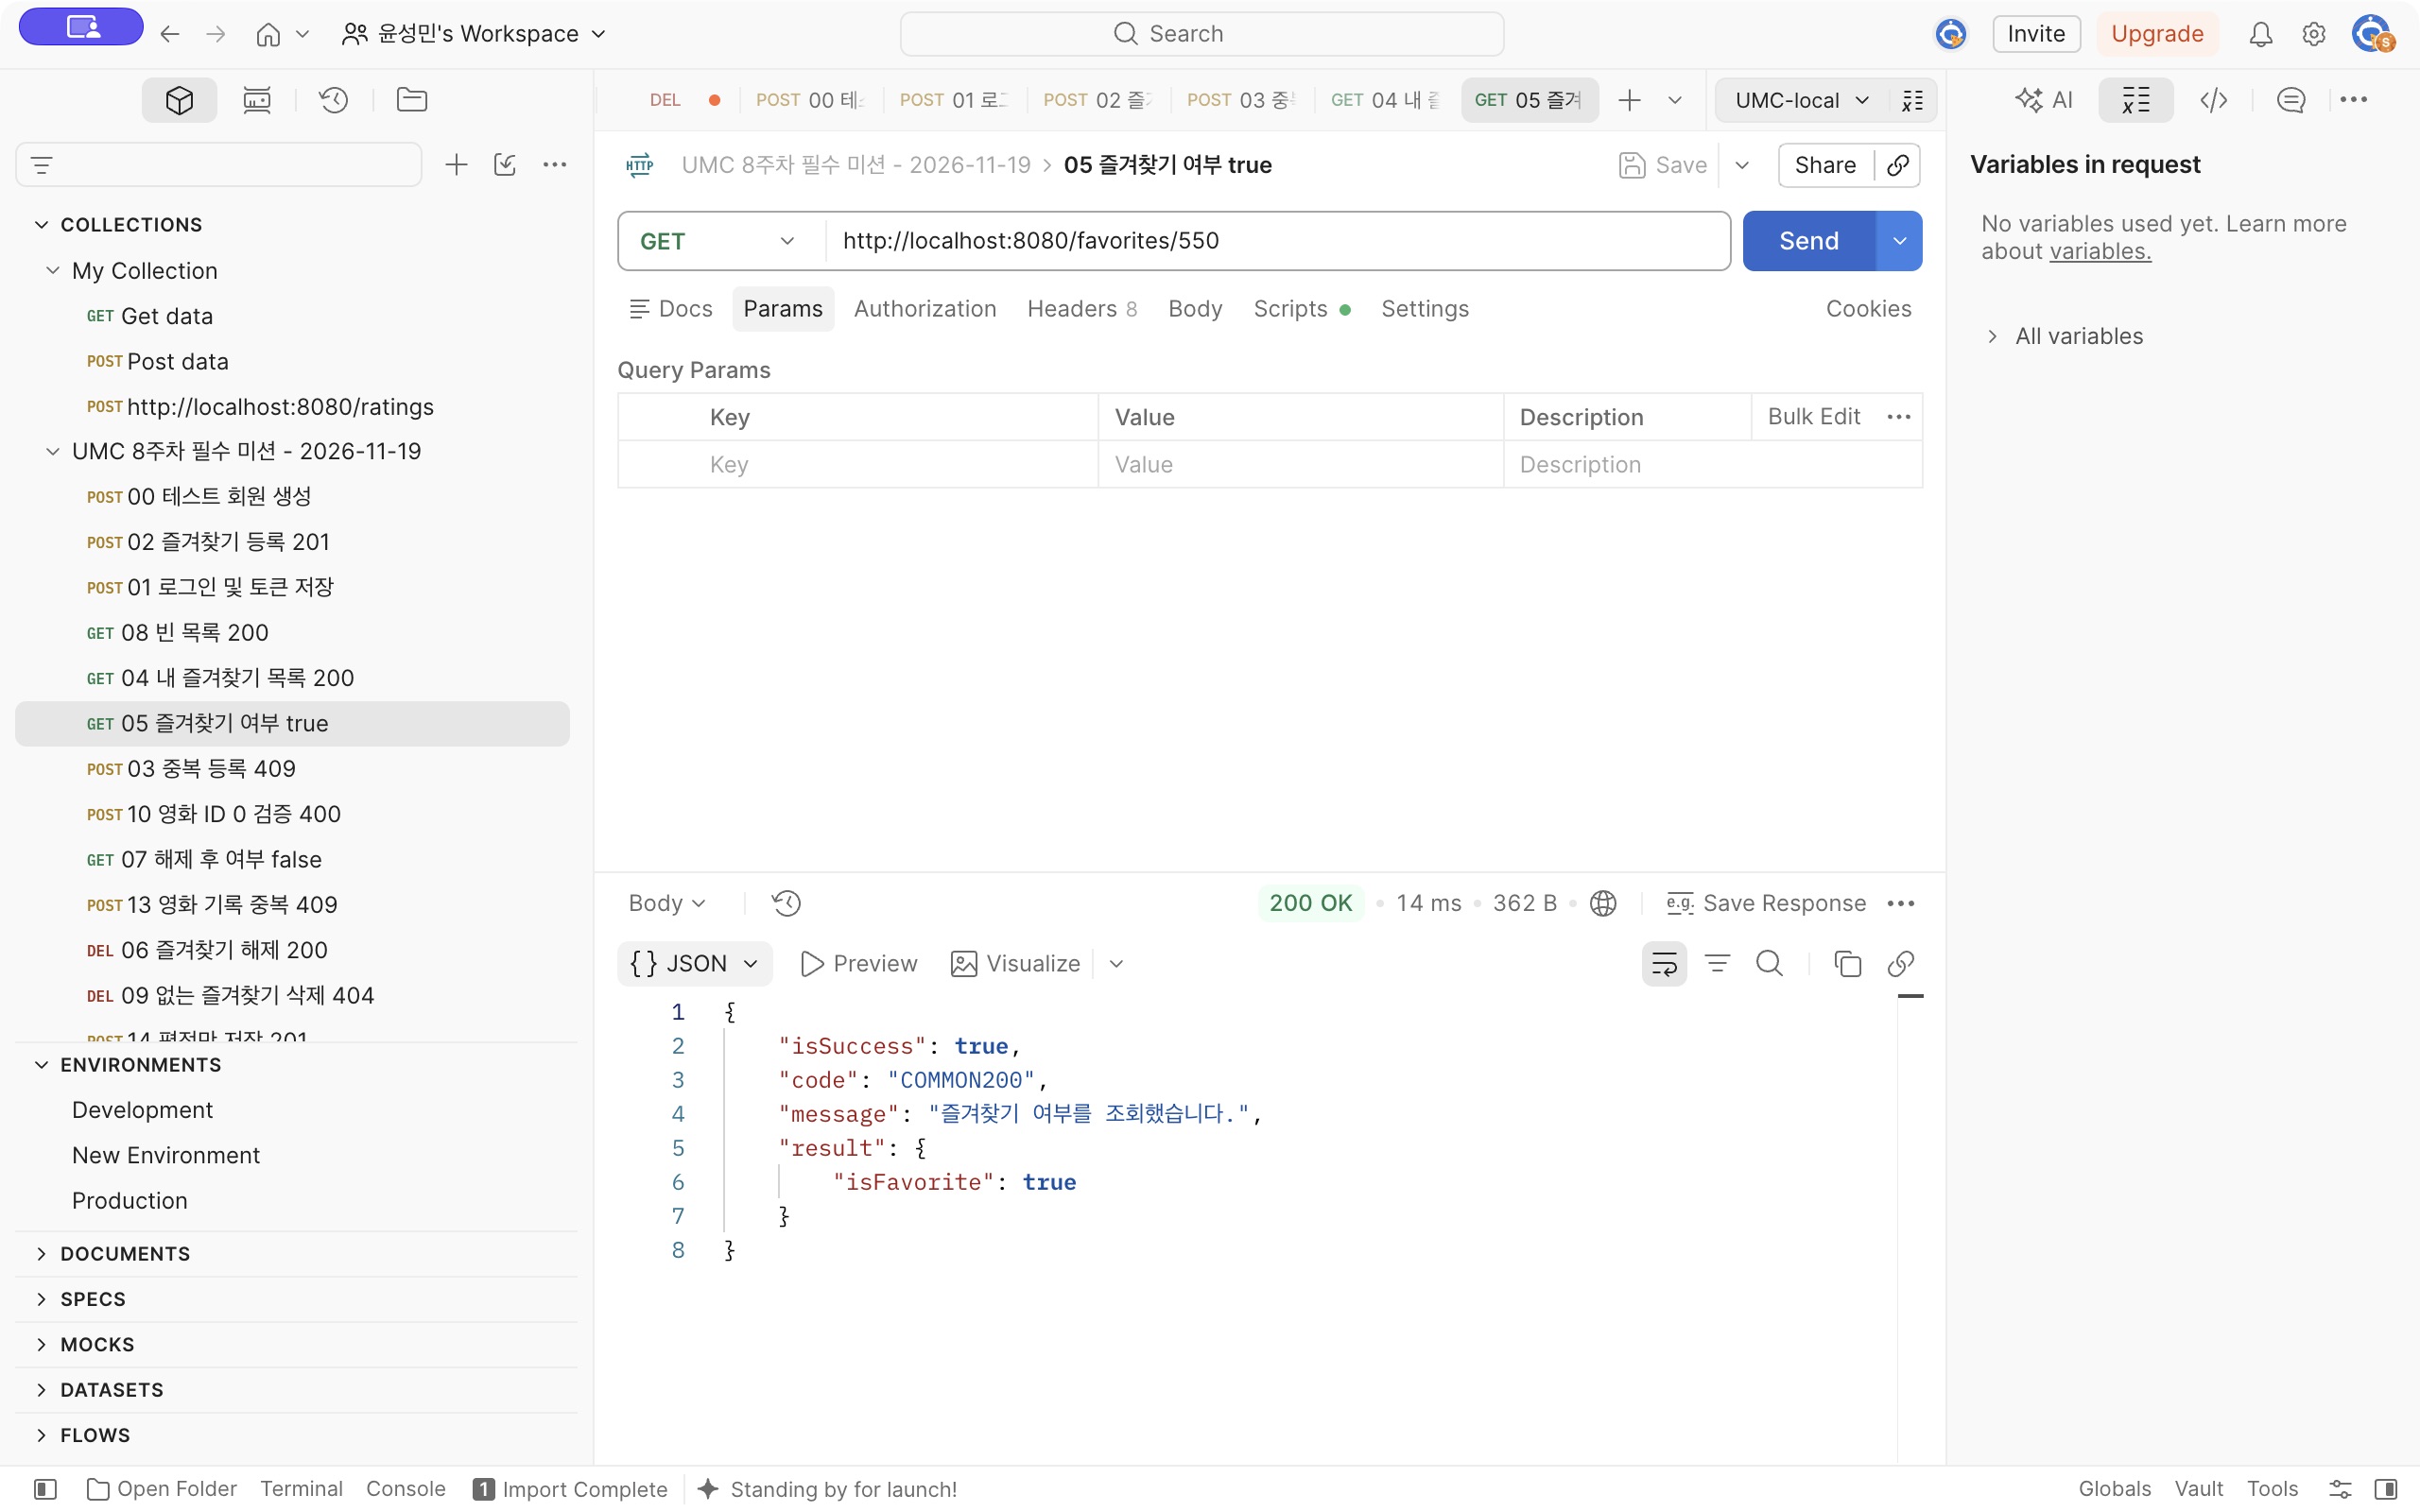 윤성민's Workspace
Search
Invite
Upgrade
COLLECTIONS
My Collection
GET Get data
POST Post data
POST http://localhost:8080/ratings
UMC 8주차 필수 미션 - 2026-11-19
POST 00 테스트 회원 생성
POST 02 즐겨찾기 등록 201
POST 01 로그인 및 토큰 저장
GET 08 빈 목록 200
GET 04 내 즐겨찾기 목록 200
GET 05 즐겨찾기 여부 true
POST 03 중복 등록 409
POST 10 영화 ID 0 검증 400
GET 07 해제 후 여부 false
POST 13 영화 기록 중복 409
DEL 06 즐겨찾기 해제 200
DEL 09 없는 즐겨찾기 삭제 404
POST 14 평점만 저장 201
ENVIRONMENTS
Development
New Environment
Production
DOCUMENTS
SPECS
MOCKS
DATASETS
FLOWS
DEL
POST 00 테
POST 01 로
POST 02 즐
POST 03 중
GET 04 내
GET 05 즐겨
UMC-local
HTTP UMC 8주차 필수 미션 - 2026-11-19 > 05 즐겨찾기 여부 true
Save
Share
GET http://localhost:8080/favorites/550
Send
Docs Params Authorization Headers 8 Body Scripts Settings Cookies
Query Params
Key Value Description Bulk Edit
Key Value Description
Body 200 OK 14 ms 362 B e.g. Save Response
{} JSON Preview Visualize
1 {
2 "isSuccess": true,
3 "code": "COMMON200",
4 "message": "즐겨찾기 여부를 조회했습니다.",
5 "result": {
6 "isFavorite": true
7 }
8 }
AI
Variables in request
No variables used yet. Learn more
about variables.
All variables
Open Folder Terminal Console 1 Import Complete Standing by for launch! Globals Vault Tools